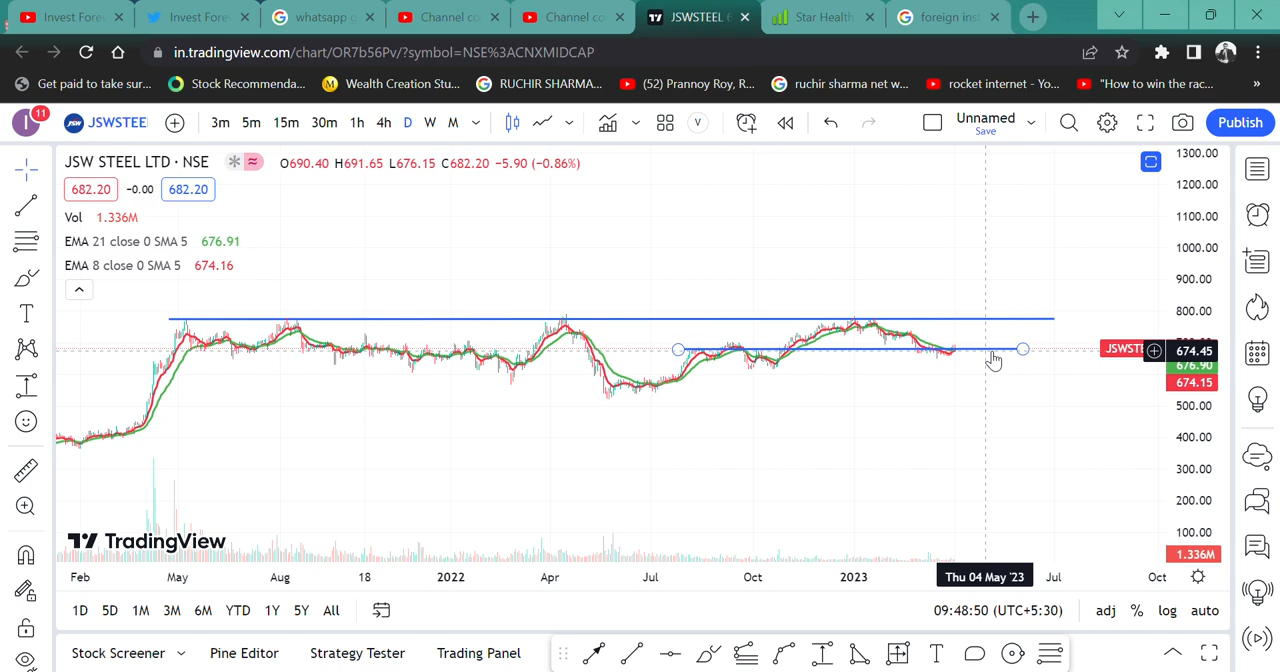 Invest Fore
Invest Fore
whatsapp g
Channel co
Channel co
JSWSTEEL 6
Star Health
foreign inst
in.tradingview.com/chart/OR7b56Pv/?symbol=NSE%3ACNXMIDCAP
Get paid to take sur...
Stock Recommenda...
Wealth Creation Stu...
RUCHIR SHARMA...
(52) Prannoy Roy, R...
ruchir sharma net w...
rocket internet - Yo...
"How to win the rac...
»
I
11
JSW
JSWSTEE
3m
5m
15m
30m
1h
4h
D
W
M
V
Unnamed
Save
Publish
JSW STEEL LTD · NSE
O690.40 H691.65 L676.15 C682.20 −5.90 (−0.86%)
682.20
−0.00
682.20
Vol 1.336M
EMA 21 close 0 SMA 5 676.91
EMA 8 close 0 SMA 5 674.16
1300.00
1200.00
1100.00
1000.00
900.00
800.00
JSWSTE
674.45
676.90
674.15
500.00
400.00
300.00
200.00
100.00
1.336M
TradingView
Feb
May
Aug
18
2022
Apr
Jul
Oct
2023
Thu 04 May '23
Jul
Oct
1D
5D
1M
3M
6M
YTD
1Y
5Y
All
09:48:50 (UTC+5:30)
adj
%
log
auto
Stock Screener
Pine Editor
Strategy Tester
Trading Panel